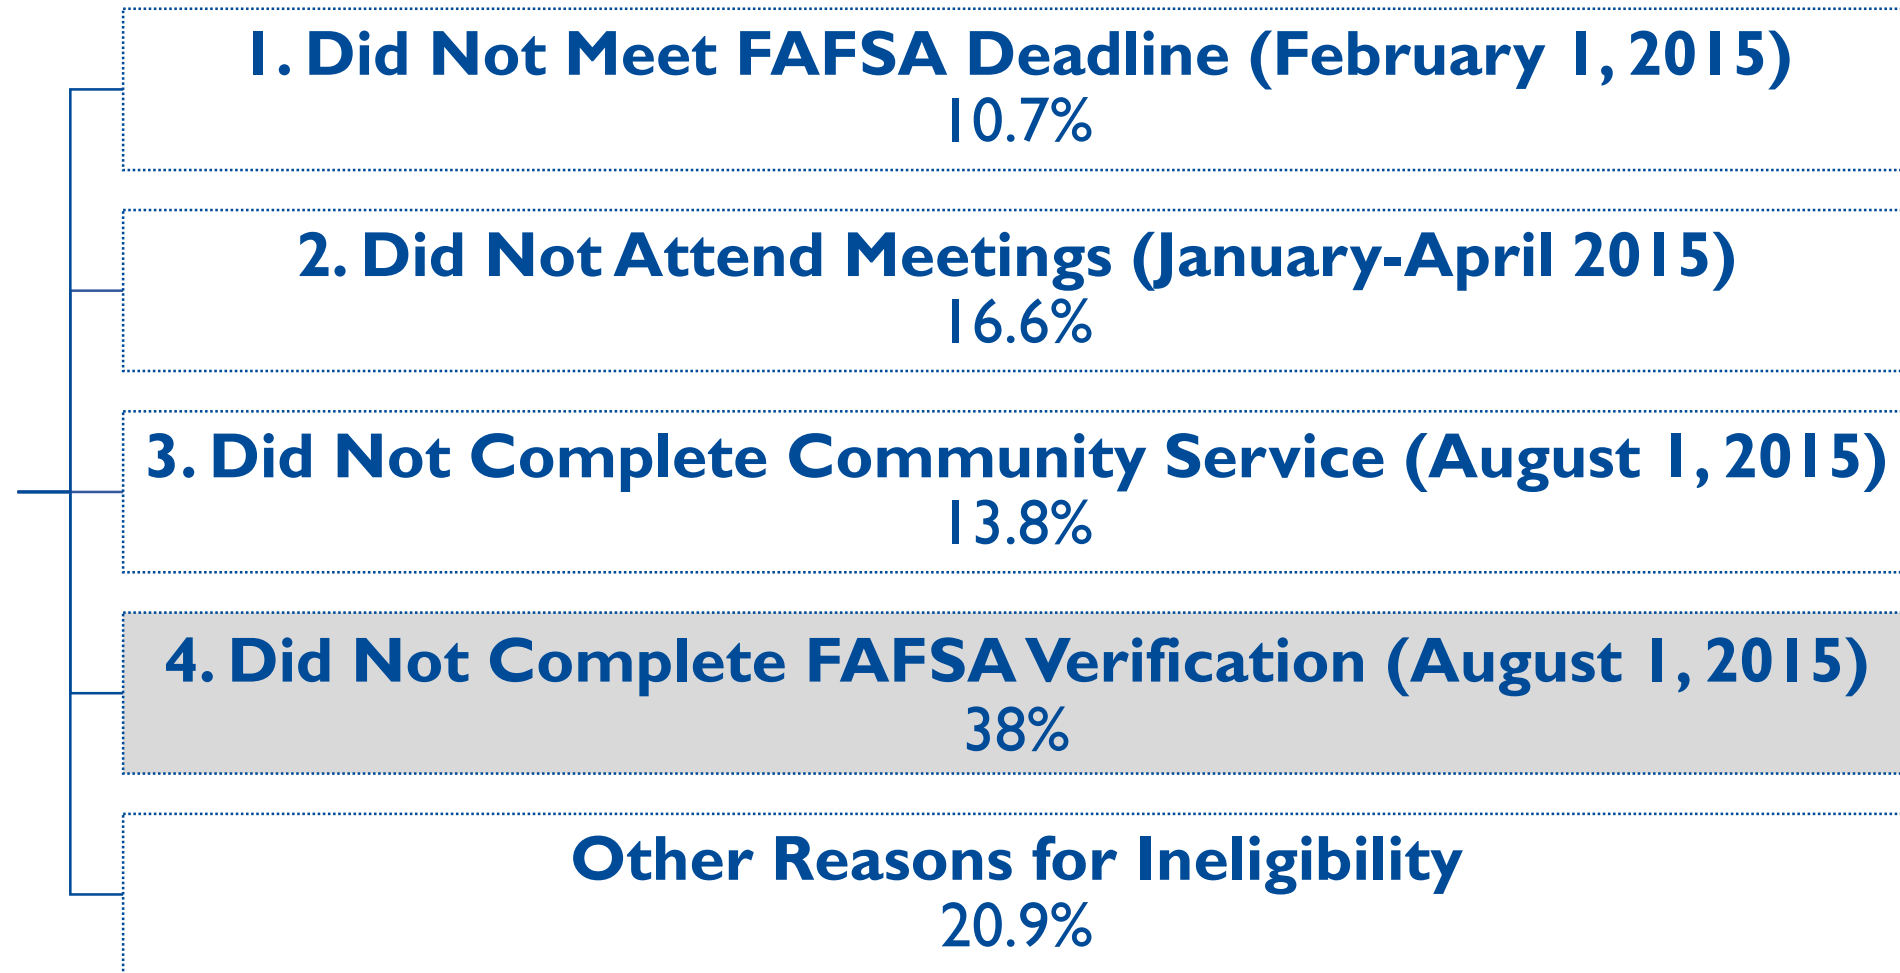 1. Did Not Meet FAFSA Deadline (February 1, 2015)
10.7%
2. Did Not Attend Meetings (January-April 2015)
16.6%
3. Did Not Complete Community Service (August 1, 2015)
13.8%
4. Did Not Complete FAFSA Verification (August 1, 2015)
38%
Other Reasons for Ineligibility
20.9%